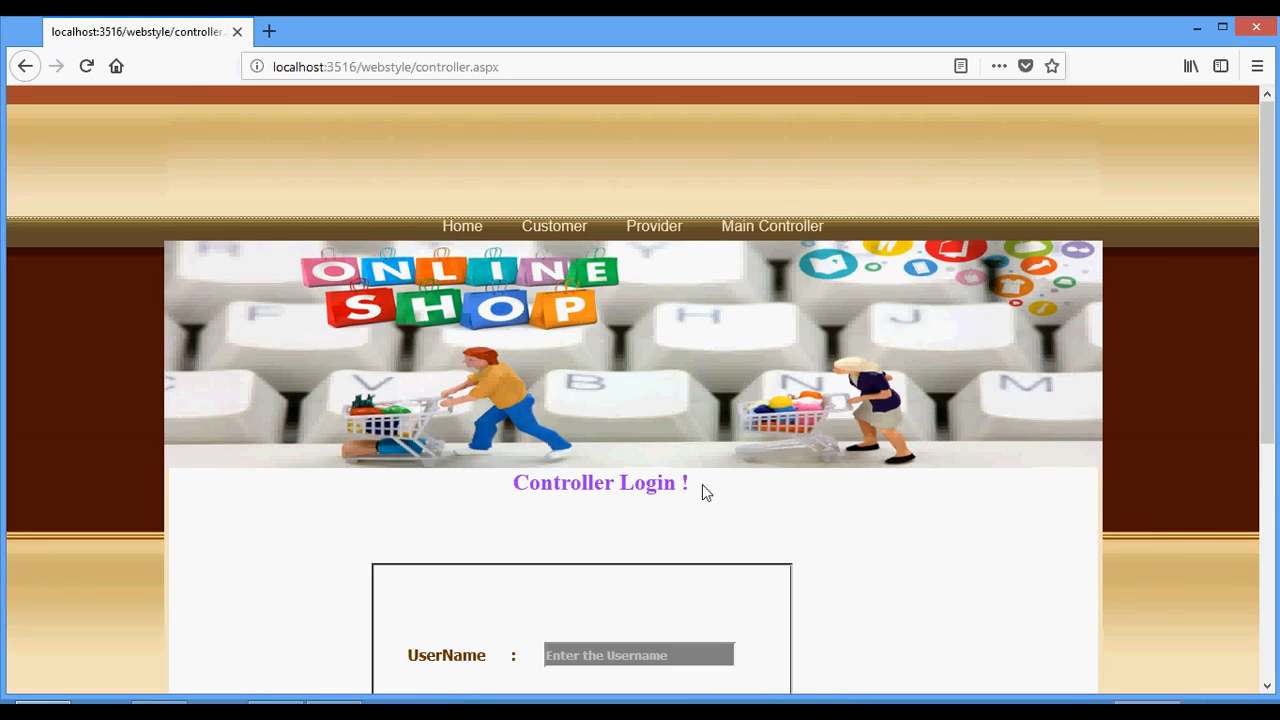 localhost:3516/webstyle/controller.
localhost:3516/webstyle/controller.aspx
Home Customer Provider Main Controller
ONLINE
SHOP
F H J
C V B N M
Controller Login !
UserName :
Enter the Username